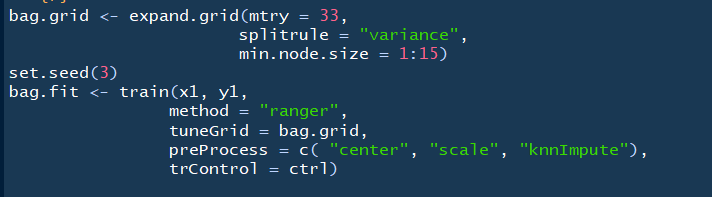 bag.grid <- expand.grid(mtry = 33,
                        splitrule = "variance",
                        min.node.size = 1:15)
set.seed(3)
bag.fit <- train(x1, y1,
                 method = "ranger",
                 tuneGrid = bag.grid,
                 preProcess = c( "center", "scale", "knnImpute"),
                 trControl = ctrl)